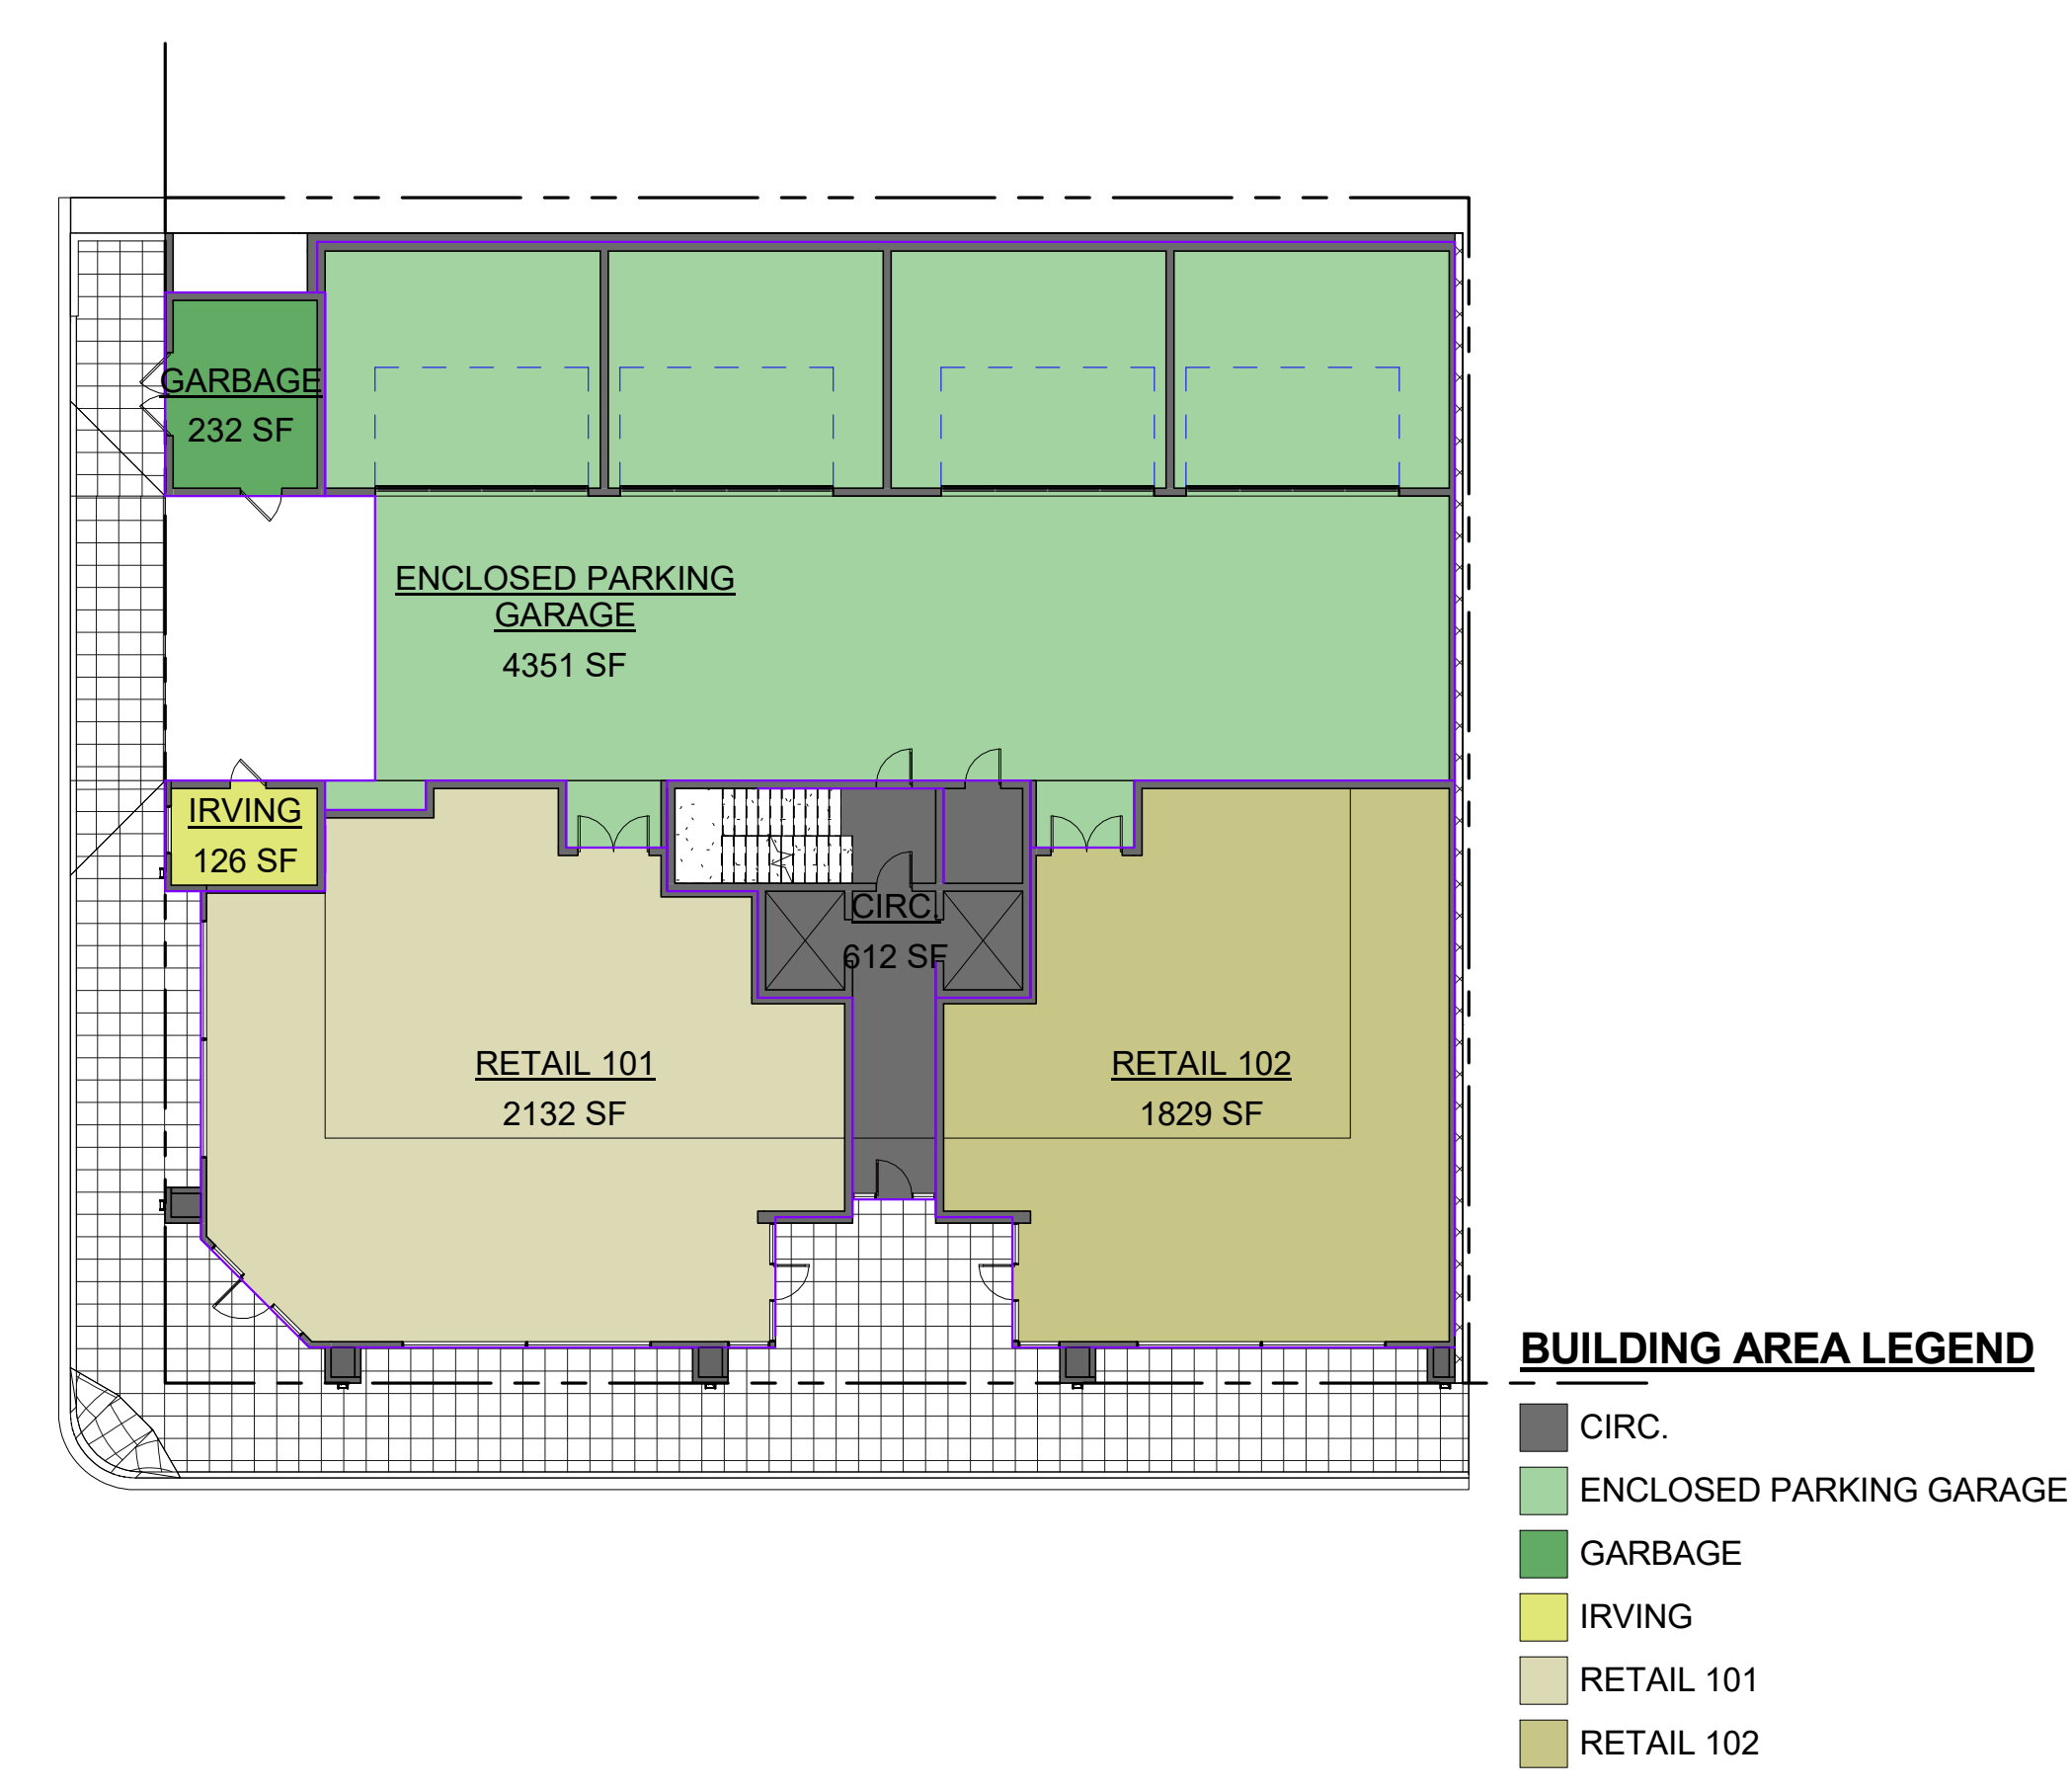 GARBAGE
232 SF
ENCLOSED PARKING
GARAGE
4351 SF
IRVING
126 SF
CIRC.
612 SF
RETAIL 101
2132 SF
RETAIL 102
1829 SF
BUILDING AREA LEGEND
CIRC.
ENCLOSED PARKING GARAGE
GARBAGE
IRVING
RETAIL 101
RETAIL 102